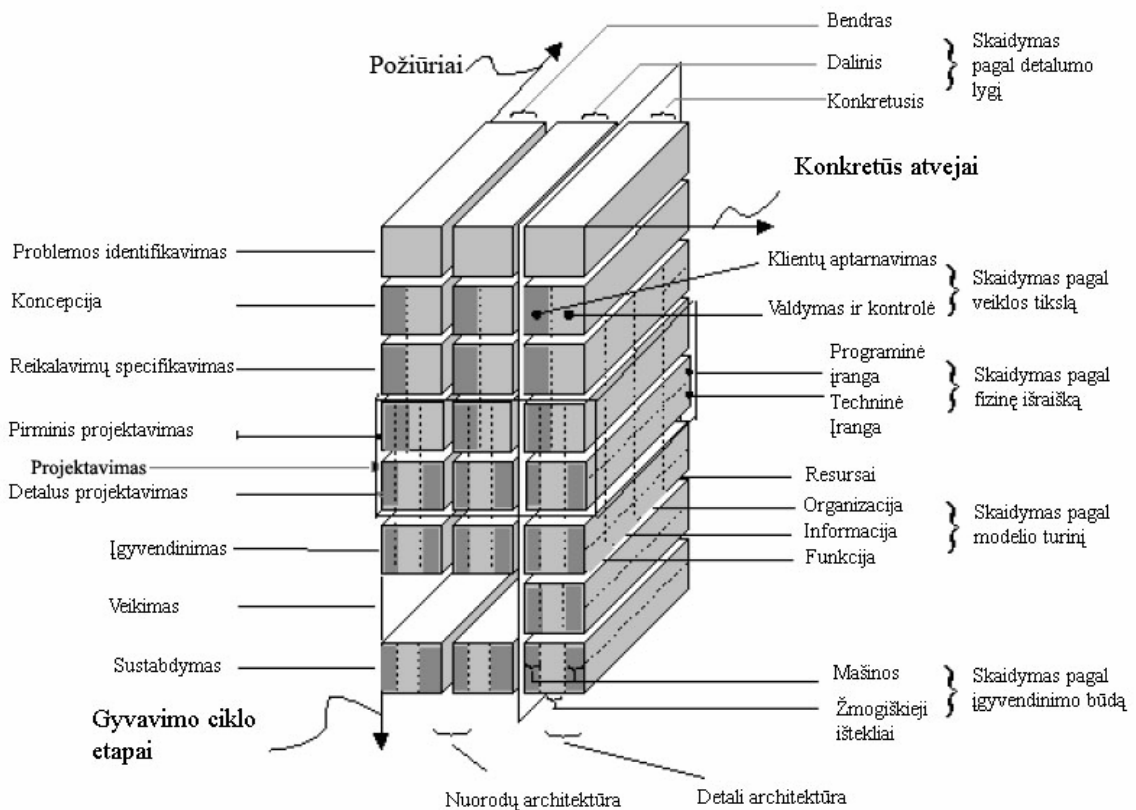 Bendras
Dalinis
Konkretusis
Skaidymas
pagal detalumo
lygį
Požiūriai
Konkretūs atvejai
Problemos identifikavimas
Koncepcija
Reikalavimų specifikavimas
Pirminis projektavimas
Projektavimas
Detalus projektavimas
Įgyvendinimas
Veikimas
Sustabdymas
Gyvavimo ciklo
etapai
Klientų aptarnavimas
Valdymas ir kontrolė
Skaidymas pagal
veiklos tikslą
Programinė
įranga
Techninė
Įranga
Skaidymas pagal
fizinę išraišką
Resursai
Organizacija
Informacija
Funkcija
Skaidymas pagal
modelio turinį
Mašinos
Žmogiškieji
ištekliai
Skaidymas pagal
įgyvendinimo būdą
Nuorodų architektūra
Detali architektūra